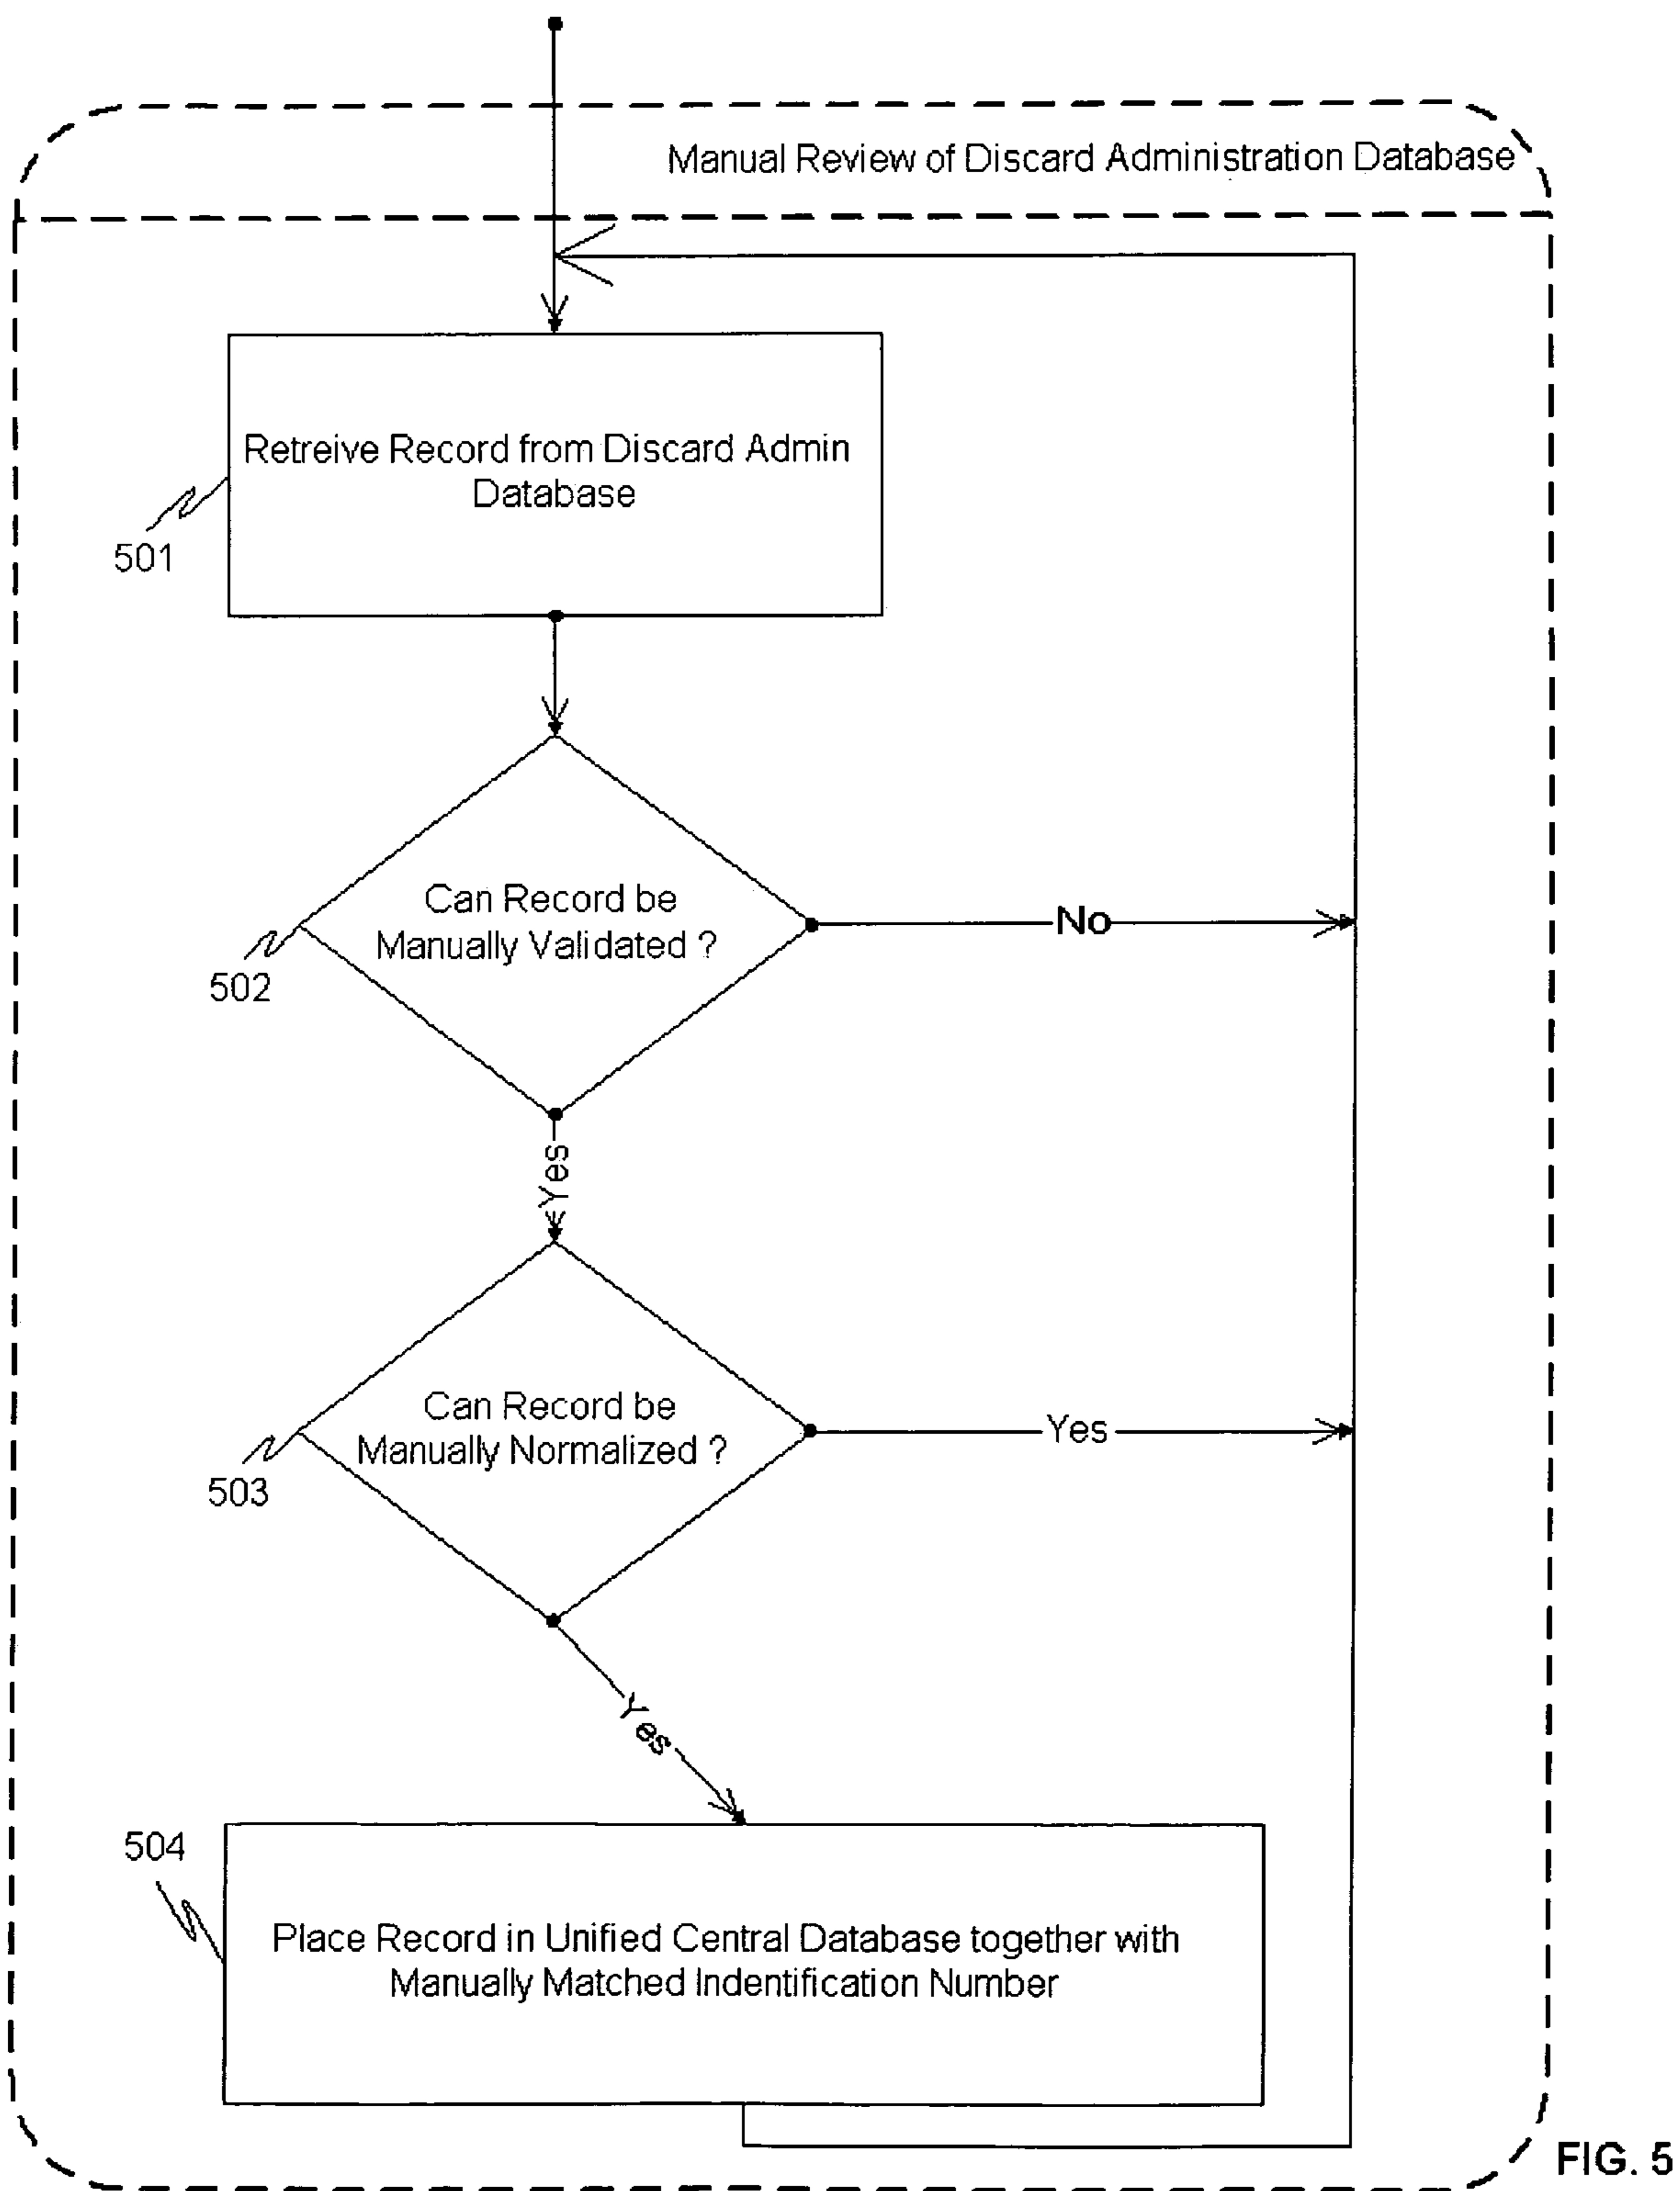 Manual Review of Discard Administration Database
Retreive Record from Discard Admin
Database
501
Can Record be
Manually Validated ?
No
502
Yes
Can Record be
Manually Normalized ?
Yes
503
Yes
504
Place Record in Unified Central Database together with
Manually Matched Indentification Number
FIG. 5